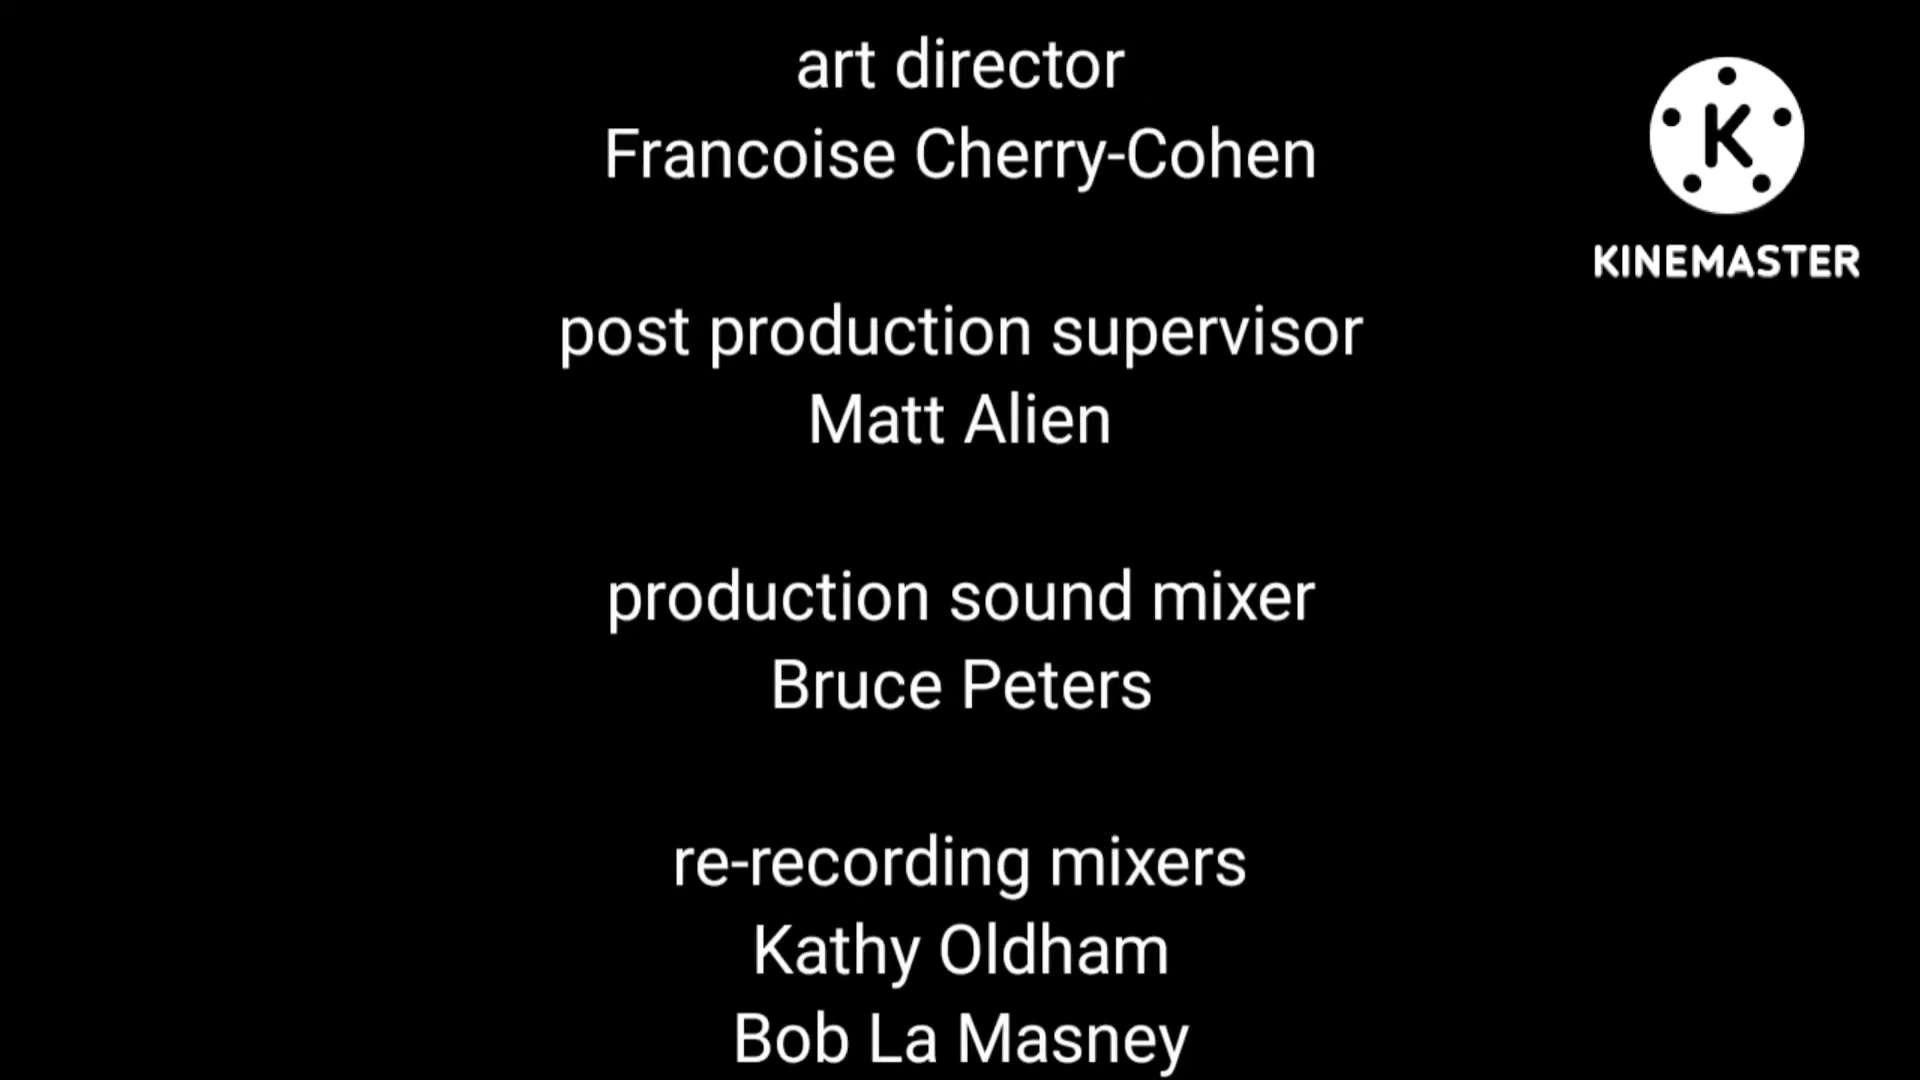 art director
Francoise Cherry-Cohen
KINEMASTER
post production supervisor
Matt Alien
production sound mixer
Bruce Peters
re-recording mixers
Kathy Oldham
Bob La Masney